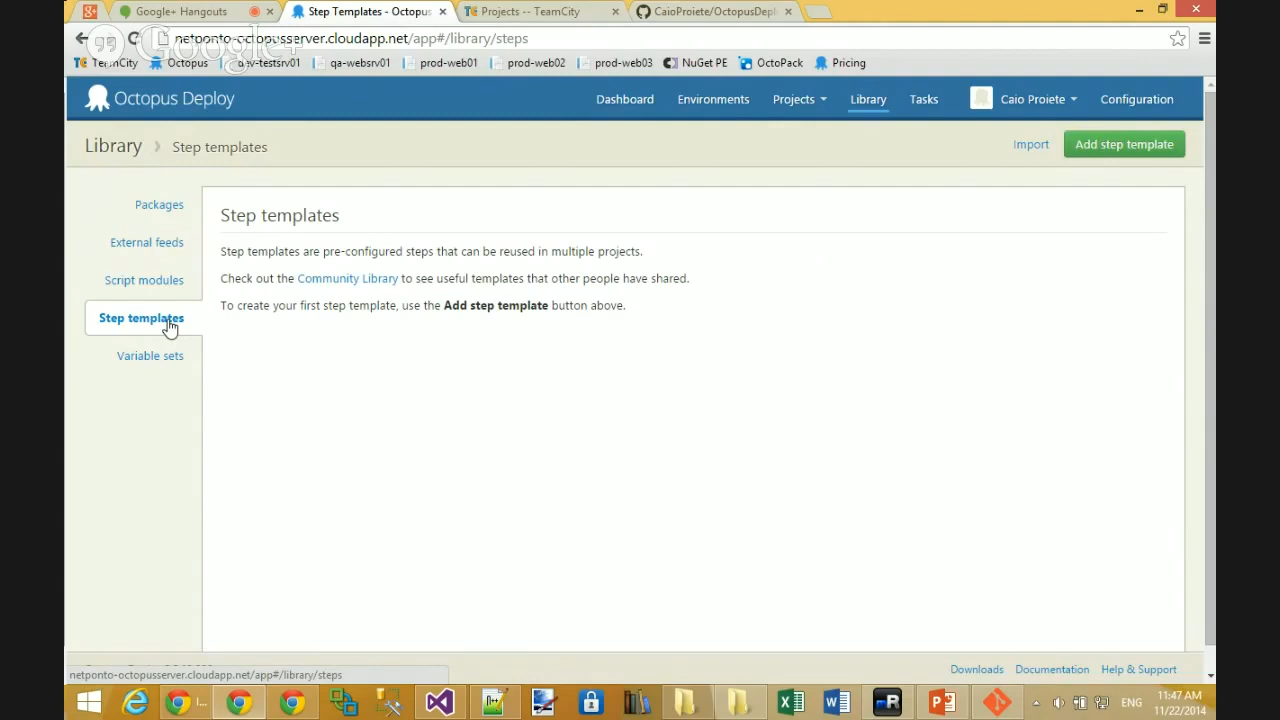 Google+ Hangouts
Step Templates - Octopus
Projects -- TeamCity
CaioProiete/OctopusDepl
Google+
netponto-octopusserver.cloudapp.net/app#/library/steps
TeamCity
Octopus
dev-testsrv01
qa-websrv01
prod-web01
prod-web02
prod-web03
NuGet PE
OctoPack
Pricing
Octopus Deploy
Dashboard
Environments
Projects
Library
Tasks
Caio Proiete
Configuration
Library > Step templates
Import
Add step template
Packages
External feeds
Script modules
Step templates
Variable sets
Step templates
Step templates are pre-configured steps that can be reused in multiple projects.
Check out the Community Library to see useful templates that other people have shared.
To create your first step template, use the Add step template button above.
Downloads
Documentation
Help & Support
netponto-octopusserver.cloudapp.net/app#/library/steps
ENG
11:47 AM
11/22/2014